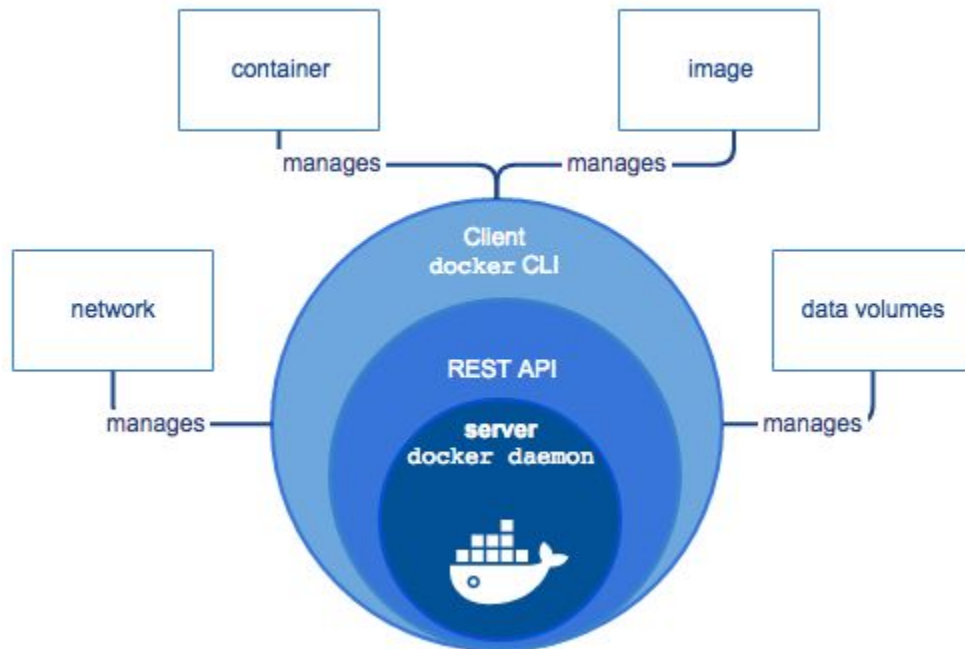 container
image
manages
manages
Client
docker CLI
network
data volumes
REST API
manages
manages
server
docker daemon